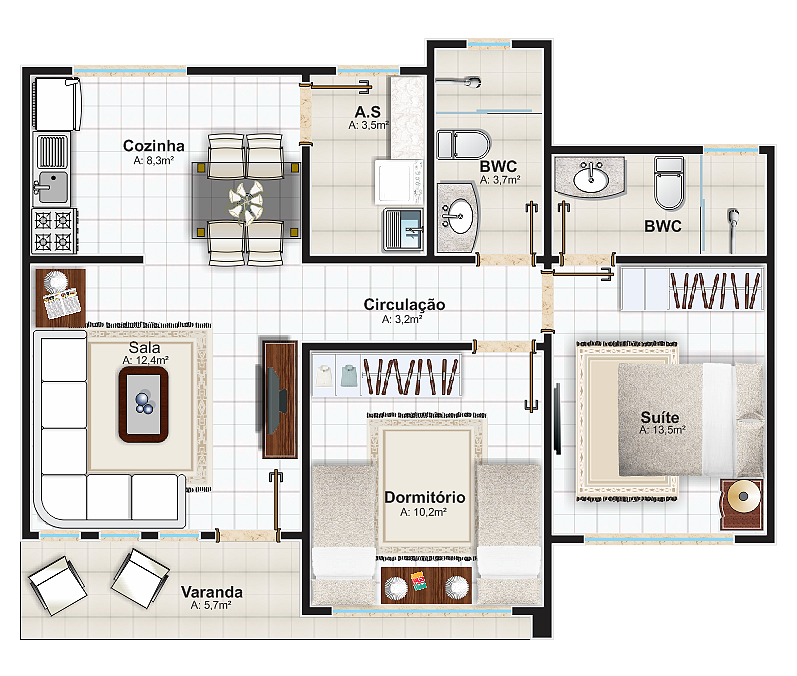 Cozinha
A: 8,3m²
A.S
A: 3,5m²
BWC
A: 3,7m²
BWC
Circulação
A: 3,2m²
Sala
A: 12,4m²
Suíte
A: 13,5m²
Dormitório
A: 10,2m²
Varanda
A: 5,7m²